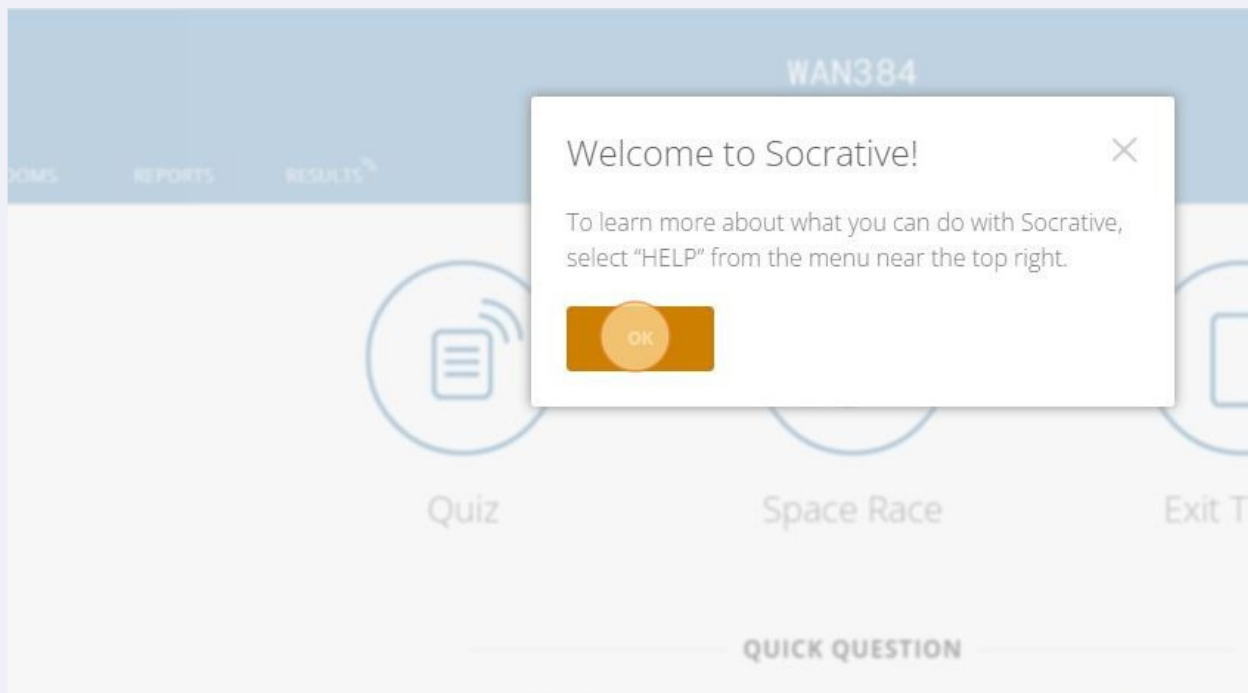 WAN384
Welcome to Socrative!
OOMS REPORTS RESULTS
To learn more about what you can do with Socrative,
select “HELP” from the menu near the top right.
OK
Quiz Space Race Exit T
QUICK QUESTION